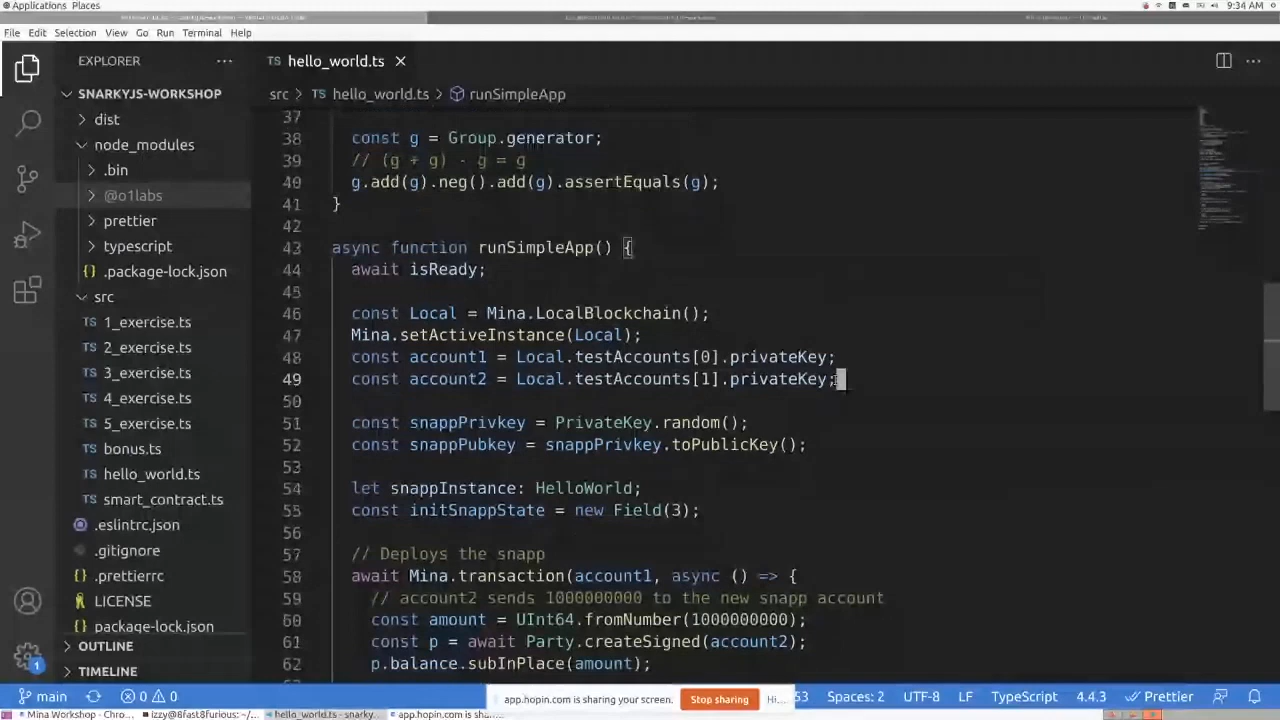 Applications Places
9:34 AM
File Edit Selection View Go Run Terminal Help
EXPLORER
TS hello_world.ts
SNARKYJS-WORKSHOP
src > TS hello_world.ts > runSimpleApp
dist
node_modules
.bin
@o1labs
prettier
typescript
{} .package-lock.json
src
TS 1_exercise.ts
TS 2_exercise.ts
TS 3_exercise.ts
TS 4_exercise.ts
TS 5_exercise.ts
TS bonus.ts
TS hello_world.ts
TS smart_contract.ts
.eslintrc.json
.gitignore
{} .prettierrc
LICENSE
{} package-lock.json
OUTLINE
TIMELINE
37
38 const g = Group.generator;
39 // (g + g) - g = g
40 g.add(g).neg().add(g).assertEquals(g);
41 }
42
43 async function runSimpleApp() {
44 await isReady;
45
46 const Local = Mina.LocalBlockchain();
47 Mina.setActiveInstance(Local);
48 const account1 = Local.testAccounts[0].privateKey;
49 const account2 = Local.testAccounts[1].privateKey;
50
51 const snappPrivkey = PrivateKey.random();
52 const snappPubkey = snappPrivkey.toPublicKey();
53
54 let snappInstance: HelloWorld;
55 const initSnappState = new Field(3);
56
57 // Deploys the snapp
58 await Mina.transaction(account1, async () => {
59 // account2 sends 1000000000 to the new snapp account
60 const amount = UInt64.fromNumber(1000000000);
61 const p = await Party.createSigned(account2);
62 p.balance.subInPlace(amount);
1
main 0 0
app.hopin.com is sharing your screen. Stop sharing Hi...
53 Spaces: 2 UTF-8 LF TypeScript 4.4.3 Prettier
Mina Workshop - Chro... izzy@8fast8furious: ~/... hello_world.ts - snarky... app.hopin.com is sha...